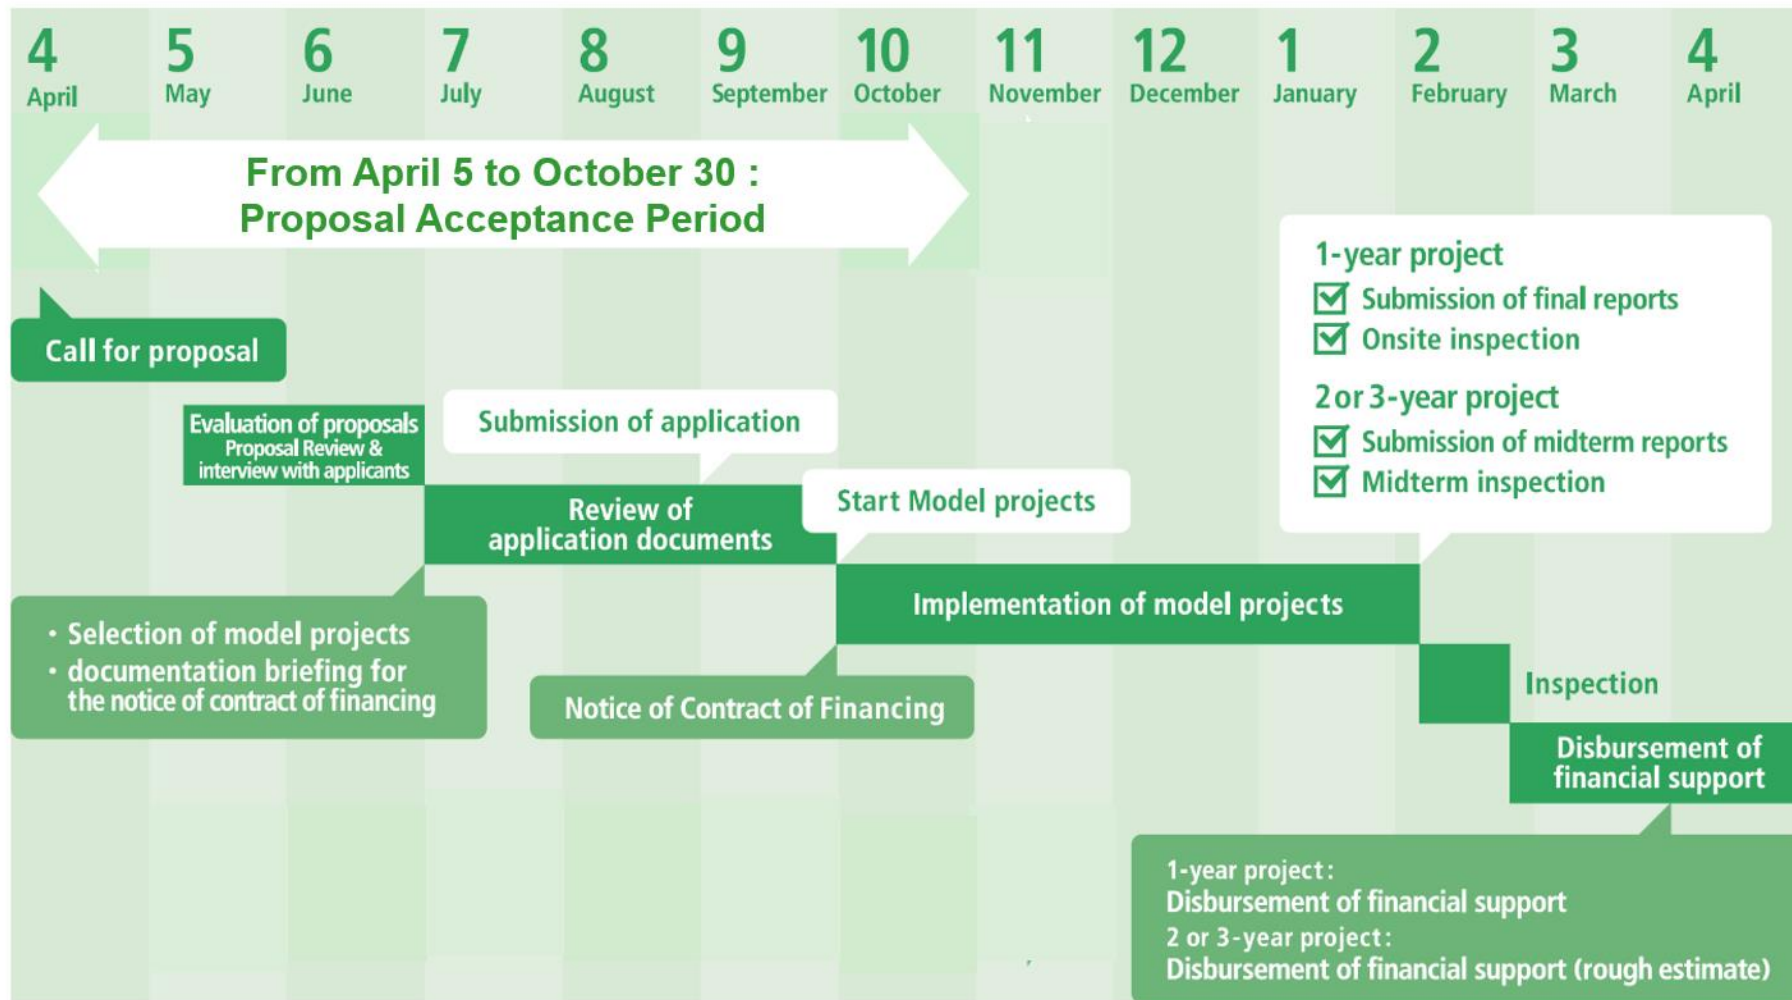 4 5 6 7 8 9 10 11 12 1 2 3 4
April May June July August September October November December January February March April
From April 5 to October 30 :
Proposal Acceptance Period
Call for proposal
Evaluation of proposals
Proposal Review &
interview with applicants
Submission of application
Review of
application documents
Start Model projects
1-year project
Submission of final reports
Onsite inspection
2 or 3-year project
Submission of midterm reports
Midterm inspection
・Selection of model projects
・documentation briefing for
the notice of contract of financing
Implementation of model projects
Notice of Contract of Financing
Inspection
Disbursement of
financial support
1-year project:
Disbursement of financial support
2 or 3-year project:
Disbursement of financial support (rough estimate)